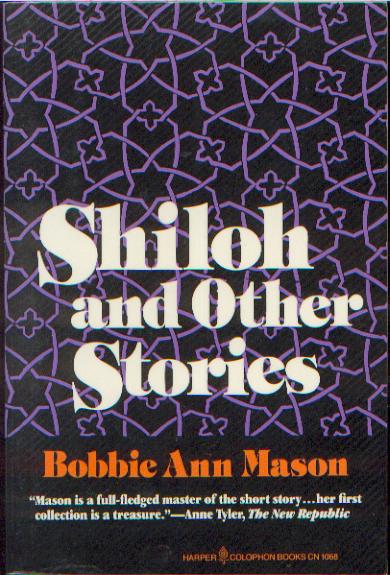 Shiloh
and Other
Stories
Bobbie Ann Mason
“Mason is a full-fledged master of the short story...her first
collection is a treasure.”—Anne Tyler, The New Republic
HARPER COLOPHON BOOKS CN 1068